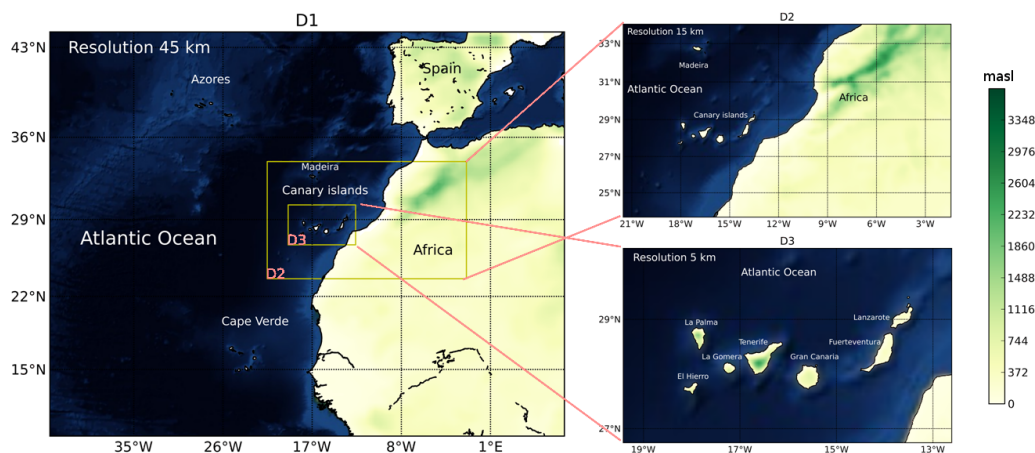 D1
Resolution 45 km
Azores
Spain
Madeira
Canary islands
Atlantic Ocean
Africa
D3
D2
Cape Verde
43°N
36°N
29°N
22°N
15°N
35°W
26°W
17°W
8°W
1°E
D2
Resolution 15 km
Madeira
Atlantic Ocean
Africa
Canary islands
33°N
31°N
29°N
27°N
25°N
21°W
18°W
15°W
12°W
9°W
6°W
3°W
D3
Resolution 5 km
Atlantic Ocean
Lanzarote
La Palma
Tenerife
Fuerteventura
La Gomera
Gran Canaria
El Hierro
29°N
27°N
19°W
17°W
15°W
13°W
masl
3348
2976
2604
2232
1860
1488
1116
744
372
0